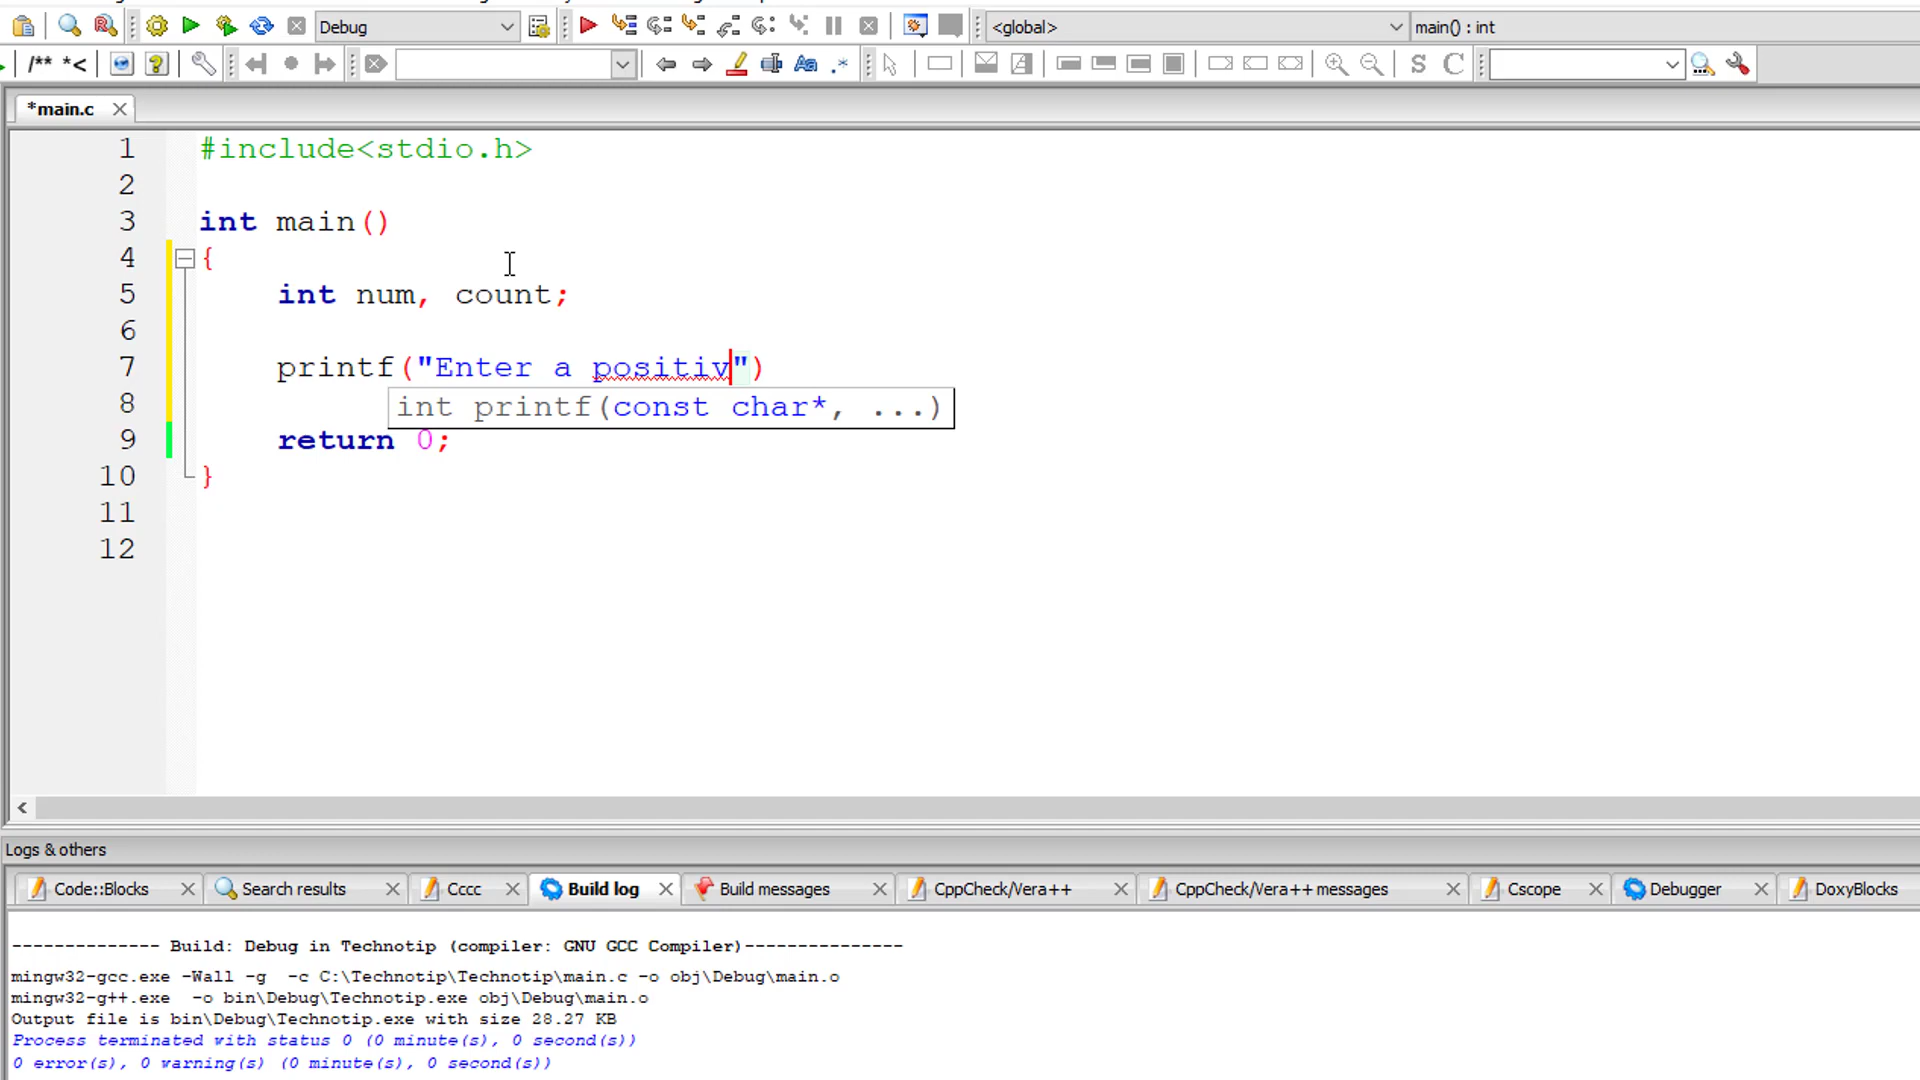 Debug
<global>
main() : int
/** *<
Aa
.*
S
C
*main.c
1 #include<stdio.h>
2
3 int main()
4 {
5 int num, count;
6
7 printf("Enter a positiv")
8 int printf(const char*, ...)
9 return 0;
10 }
11
12
Logs & others
Code::Blocks
Search results
Cccc
Build log
Build messages
CppCheck/Vera++
CppCheck/Vera++ messages
Cscope
Debugger
DoxyBlocks
-------------- Build: Debug in Technotip (compiler: GNU GCC Compiler)---------------
mingw32-gcc.exe -Wall -g -c C:\Technotip\Technotip\main.c -o obj\Debug\main.o
mingw32-g++.exe -o bin\Debug\Technotip.exe obj\Debug\main.o
Output file is bin\Debug\Technotip.exe with size 28.27 KB
Process terminated with status 0 (0 minute(s), 0 second(s))
0 error(s), 0 warning(s) (0 minute(s), 0 second(s))